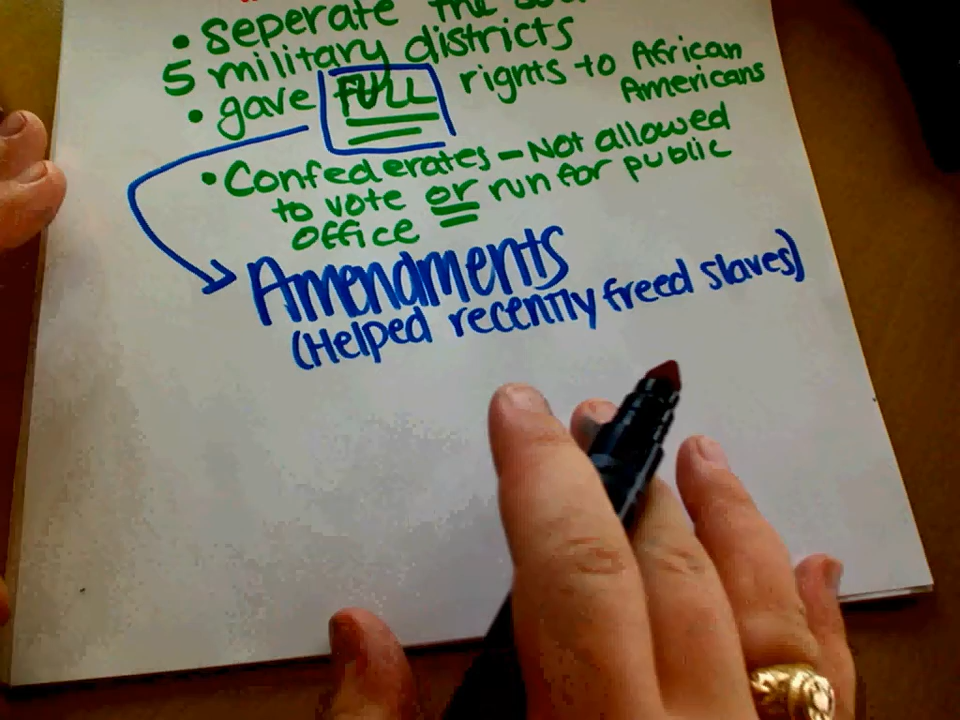 • Seperate the
5 military districts
• gave FULL rights to African Americans
• Confederates - Not allowed
to vote or run for public
office
Amendments
(Helped recently freed slaves)